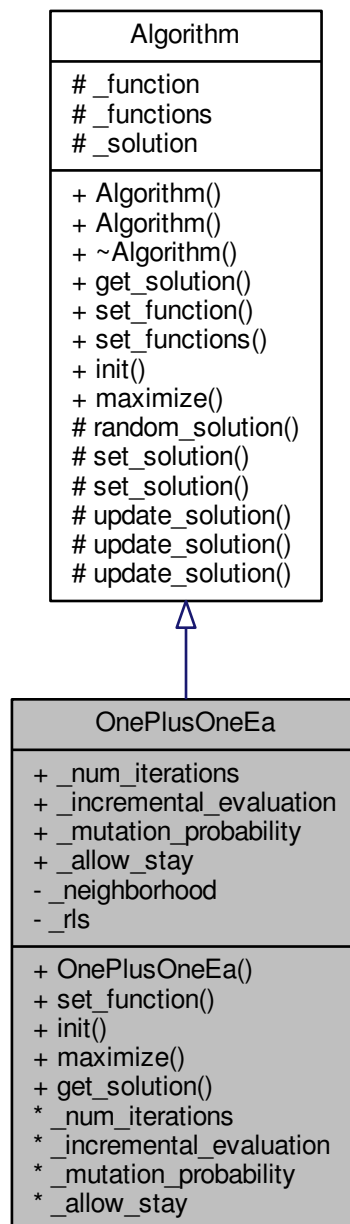 Algorithm
# _function
# _functions
# _solution
+ Algorithm()
+ Algorithm()
+ ~Algorithm()
+ get_solution()
+ set_function()
+ set_functions()
+ init()
+ maximize()
# random_solution()
# set_solution()
# set_solution()
# update_solution()
# update_solution()
# update_solution()
OnePlusOneEa
+ _num_iterations
+ _incremental_evaluation
+ _mutation_probability
+ _allow_stay
- _neighborhood
- _rls
+ OnePlusOneEa()
+ set_function()
+ init()
+ maximize()
+ get_solution()
* _num_iterations
* _incremental_evaluation
* _mutation_probability
* _allow_stay